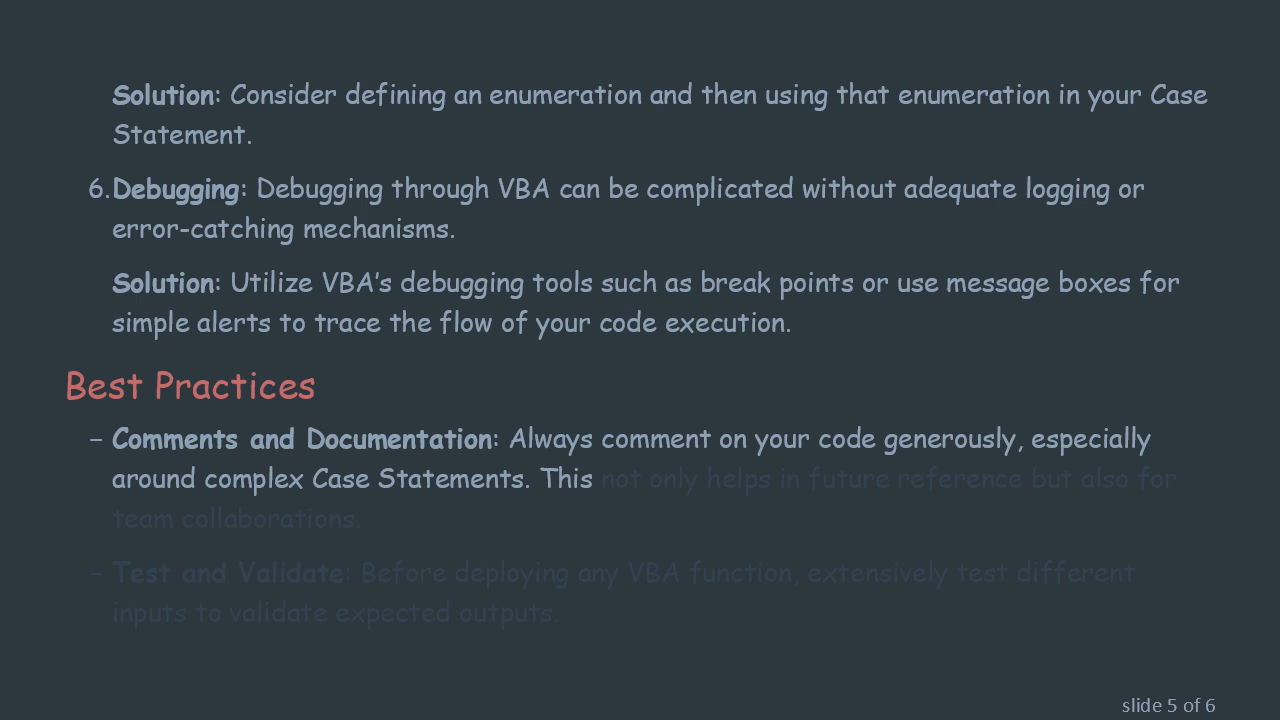 Solution: Consider defining an enumeration and then using that enumeration in your Case
Statement.
6. Debugging: Debugging through VBA can be complicated without adequate logging or
error-catching mechanisms.
Solution: Utilize VBA's debugging tools such as break points or use message boxes for
simple alerts to trace the flow of your code execution.
Best Practices
– Comments and Documentation: Always comment on your code generously, especially
around complex Case Statements. This not only helps in future reference but also for
team collaborations.
– Test and Validate: Before deploying any VBA function, extensively test different
inputs to validate expected outputs.
slide 5 of 6